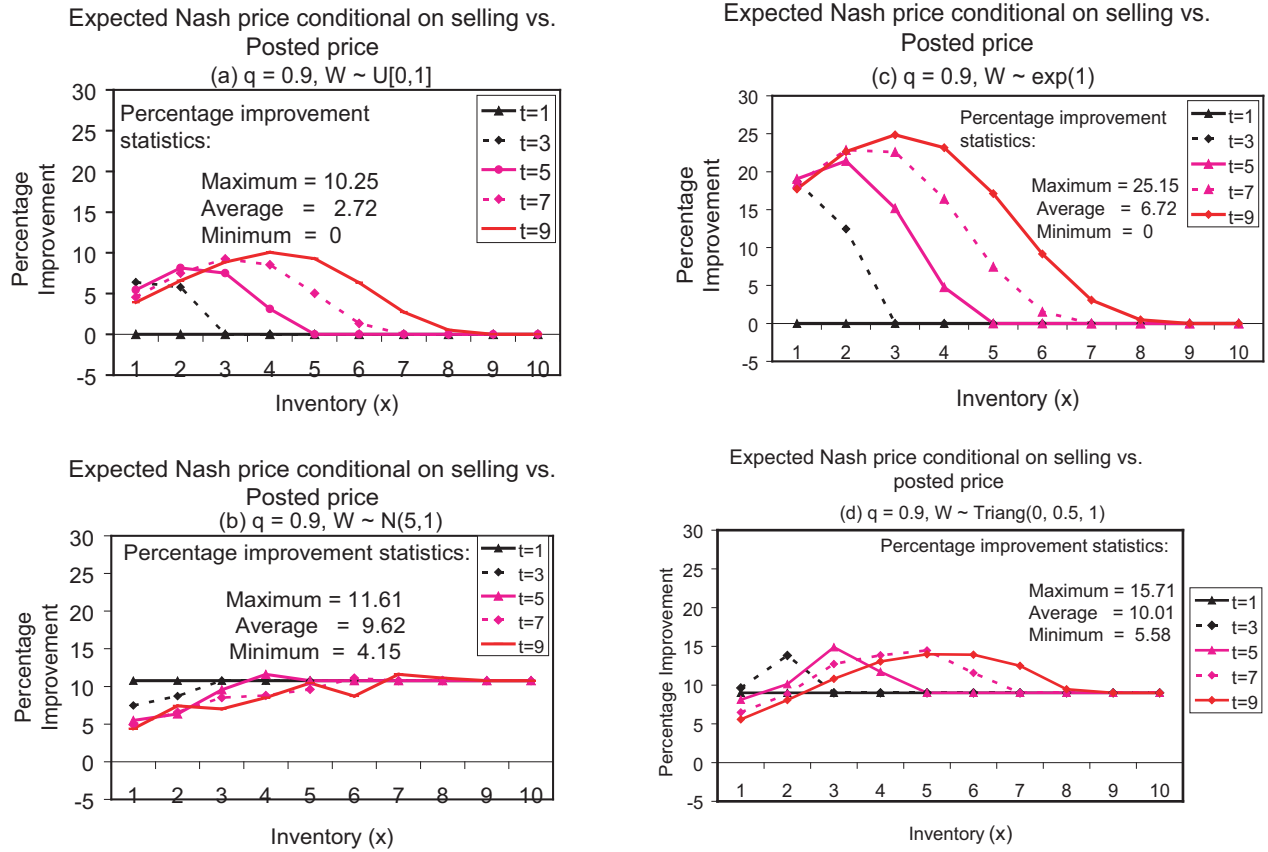 Expected Nash price conditional on selling vs.
Posted price
(a) q = 0.9, W ~ U[0,1]
Percentage improvement
statistics:
Maximum = 10.25
Average = 2.72
Minimum = 0
t=1
t=3
t=5
t=7
t=9
Percentage
Improvement
30
25
20
15
10
5
0
-5
1 2 3 4 5 6 7 8 9 10
Inventory (x)
Expected Nash price conditional on selling vs.
Posted price
(c) q = 0.9, W ~ exp(1)
Percentage improvement
statistics:
Maximum = 25.15
Average = 6.72
Minimum = 0
t=1
t=3
t=5
t=7
t=9
Percentage
Improvement
30
25
20
15
10
5
0
-5
1 2 3 4 5 6 7 8 9 10
Inventory (x)
Expected Nash price conditional on selling vs.
Posted price
(b) q = 0.9, W ~ N(5,1)
Percentage improvement statistics:
Maximum = 11.61
Average = 9.62
Minimum = 4.15
t=1
t=3
t=5
t=7
t=9
Percentage
Improvement
30
25
20
15
10
5
0
-5
1 2 3 4 5 6 7 8 9 10
Inventory (x)
Expected Nash price conditional on selling vs.
posted price
(d) q = 0.9, W ~ Triang(0, 0.5, 1)
Percentage improvement statistics:
Maximum = 15.71
Average = 10.01
Minimum = 5.58
t=1
t=3
t=5
t=7
t=9
Percentage Improvement
30
25
20
15
10
5
0
-5
1 2 3 4 5 6 7 8 9 10
Inventory (x)